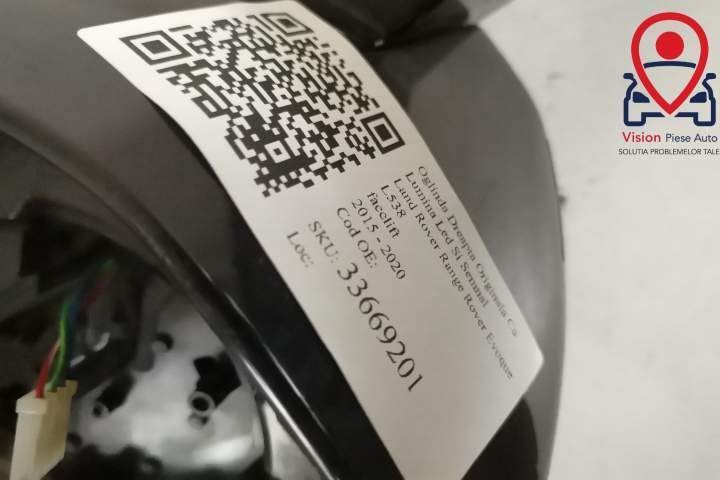 Oglinda Dreapta Originala Cu
Lumina Led Si Semnal
Land Rover Range Rover Evoque
L538
facelift
2015 - 2020
Cod OE:
SKU: 33669201
Loc:
Vision Piese Auto
SOLUTIA PROBLEMELOR TALE